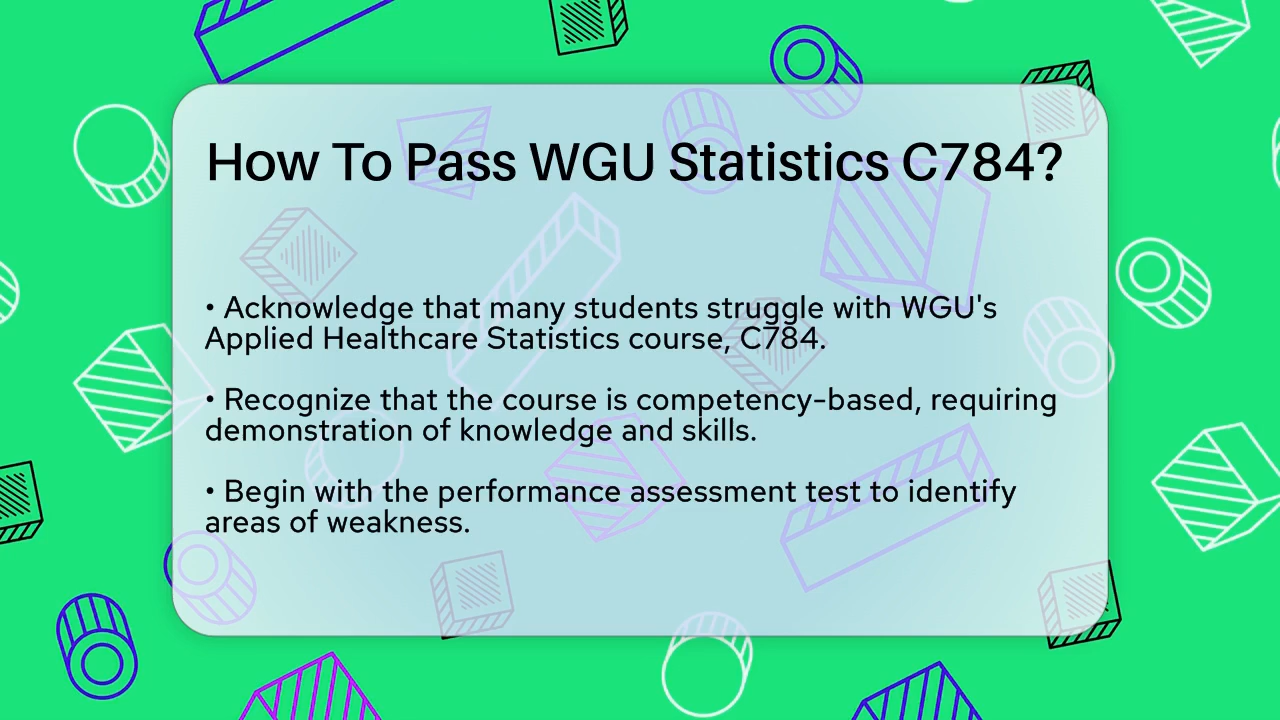 How To Pass WGU Statistics C784?
• Acknowledge that many students struggle with WGU's
Applied Healthcare Statistics course, C784.
• Recognize that the course is competency-based, requiring
demonstration of knowledge and skills.
• Begin with the performance assessment test to identify
areas of weakness.